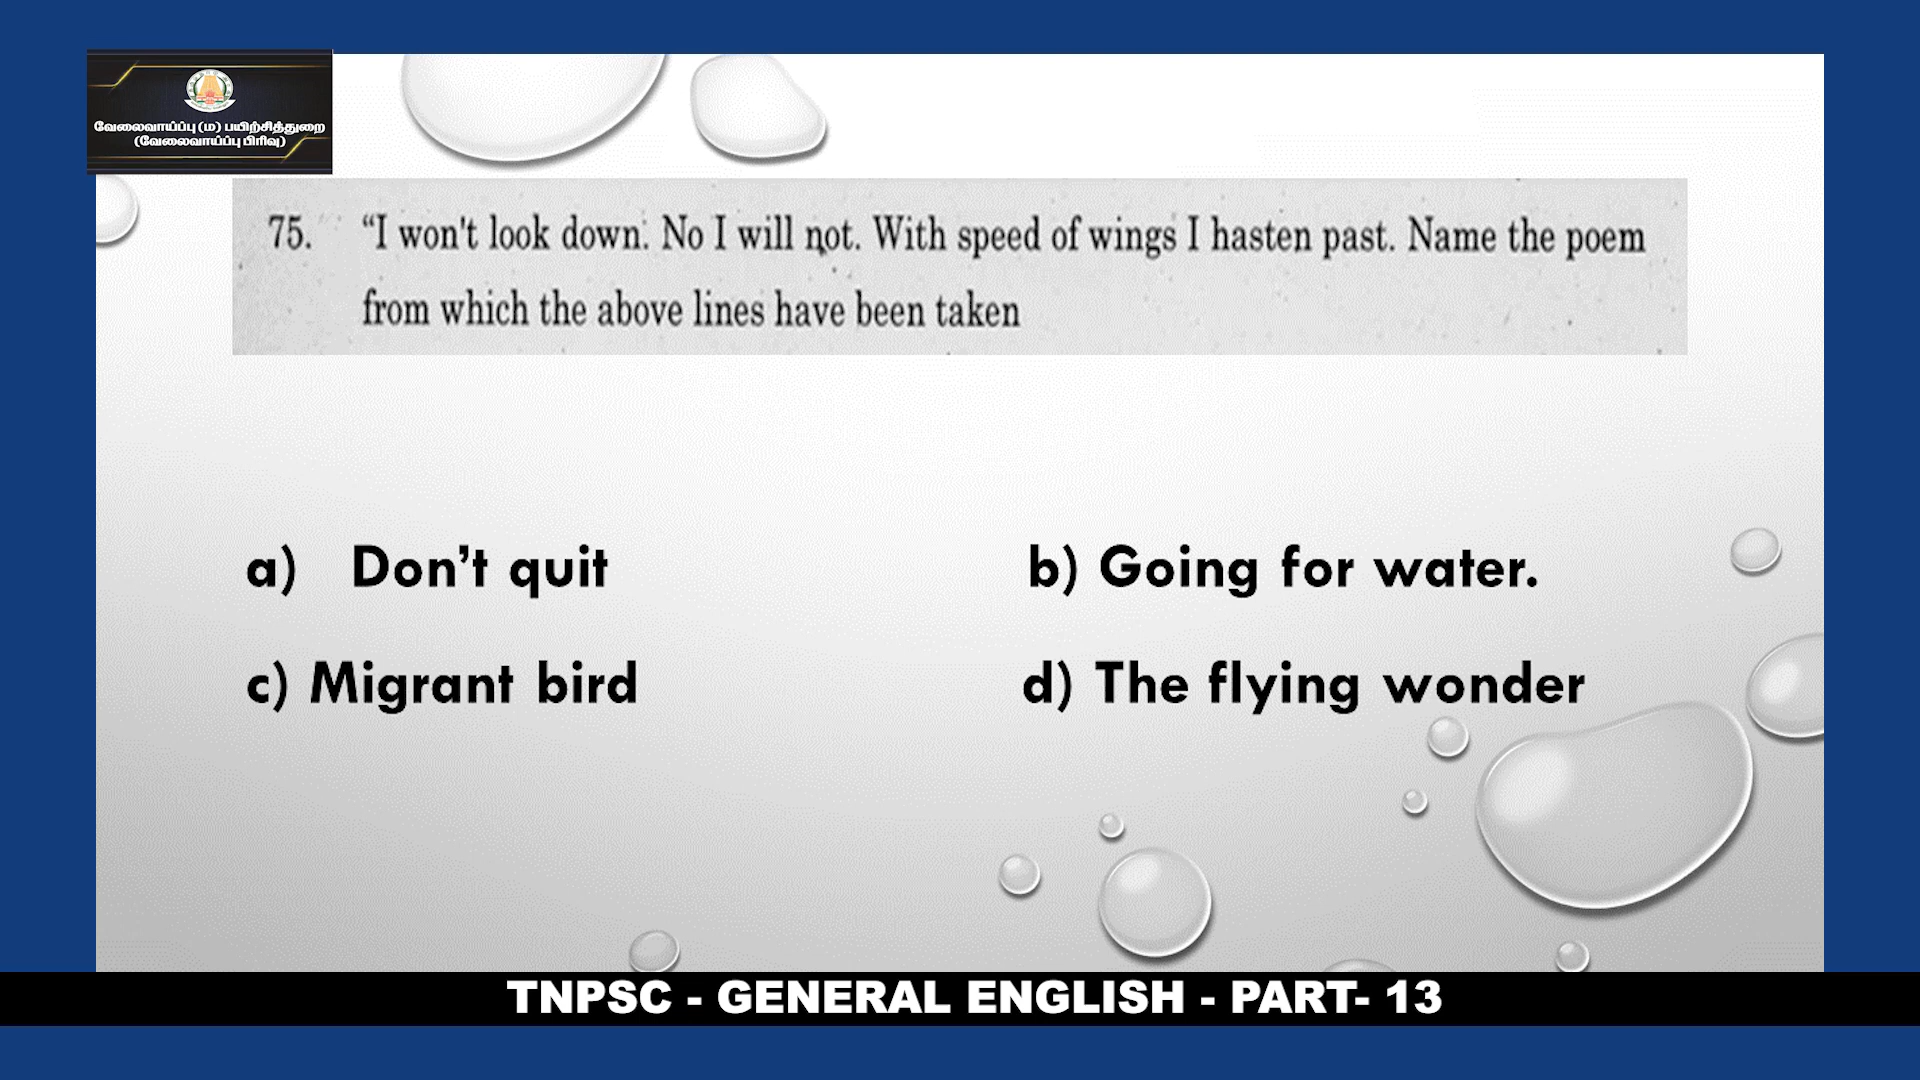 வேலைவாய்ப்பு (ம) பயிற்சித்துறை
(வேலைவாய்ப்பு பிரிவு)
75. “I won't look down. No I will not. With speed of wings I hasten past. Name the poem
from which the above lines have been taken
a) Don’t quit
b) Going for water.
c) Migrant bird
d) The flying wonder
TNPSC - GENERAL ENGLISH - PART- 13